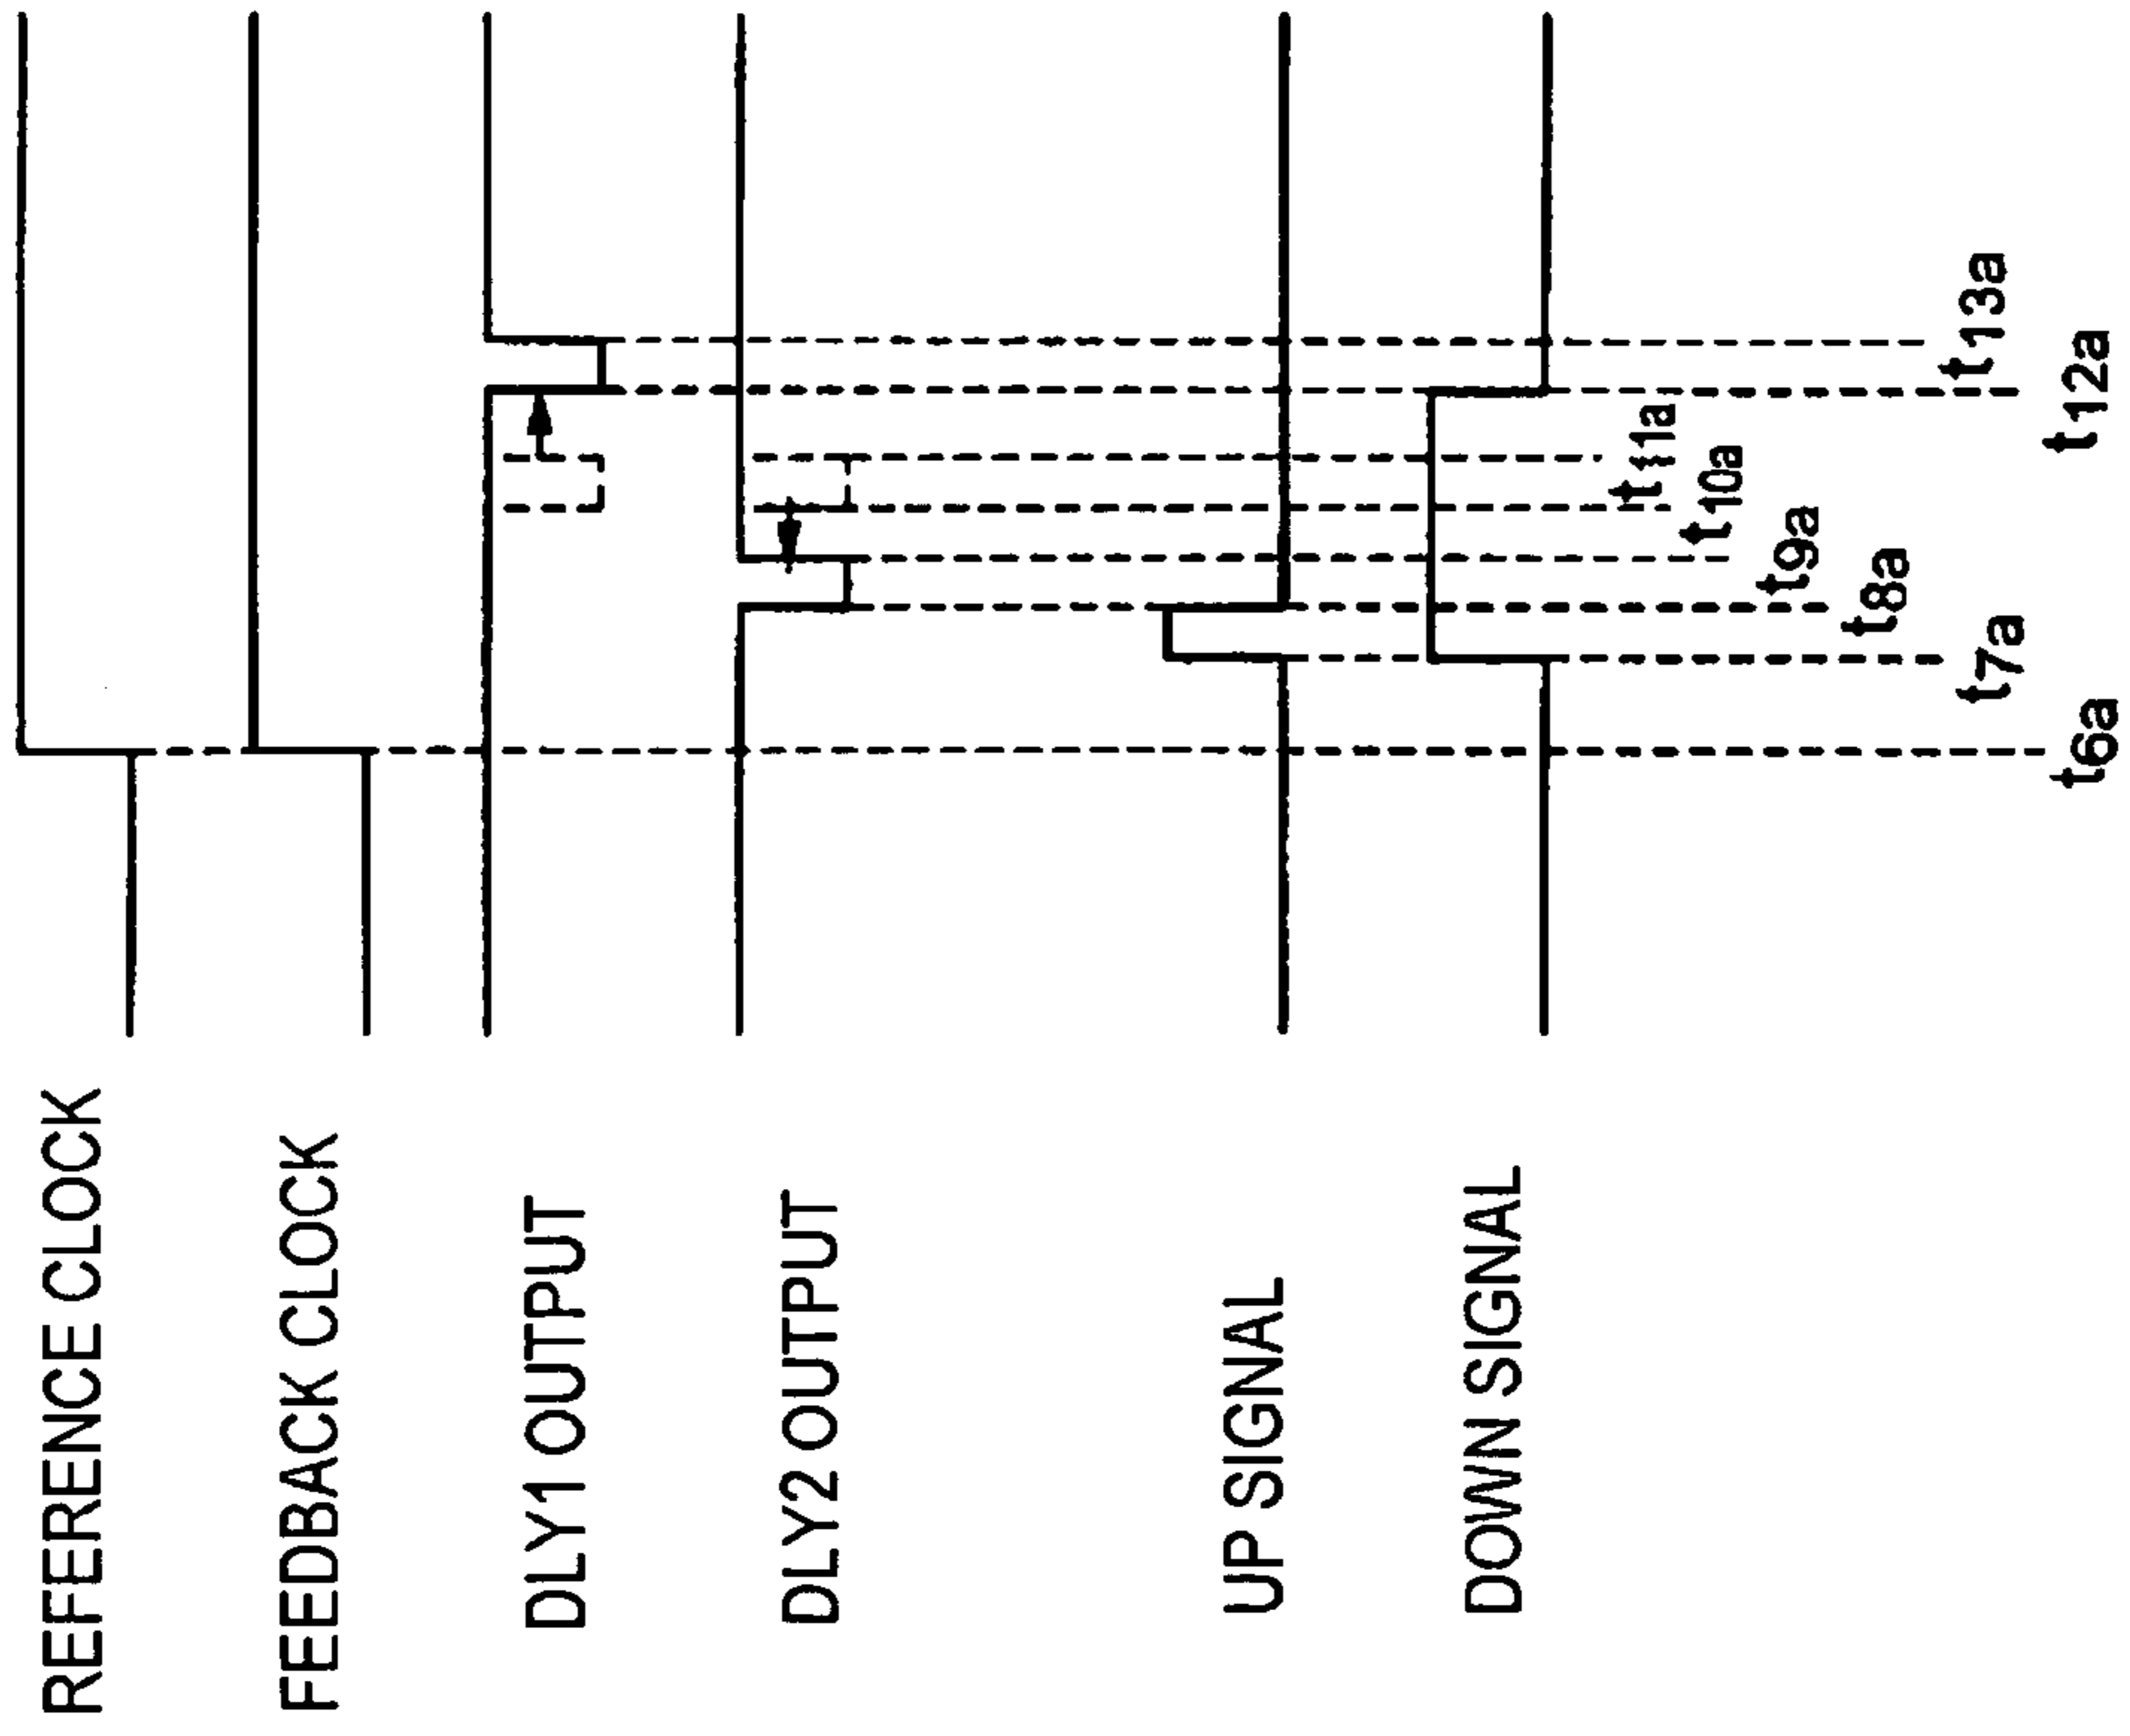 REFERENCE CLOCK
FEEDBACK CLOCK
DLY1 OUTPUT
DLY2 OUTPUT
UP SIGNAL
DOWN SIGNAL
t6a
t7a
t8a
t9a
t10a
t11a
t12a
t13a